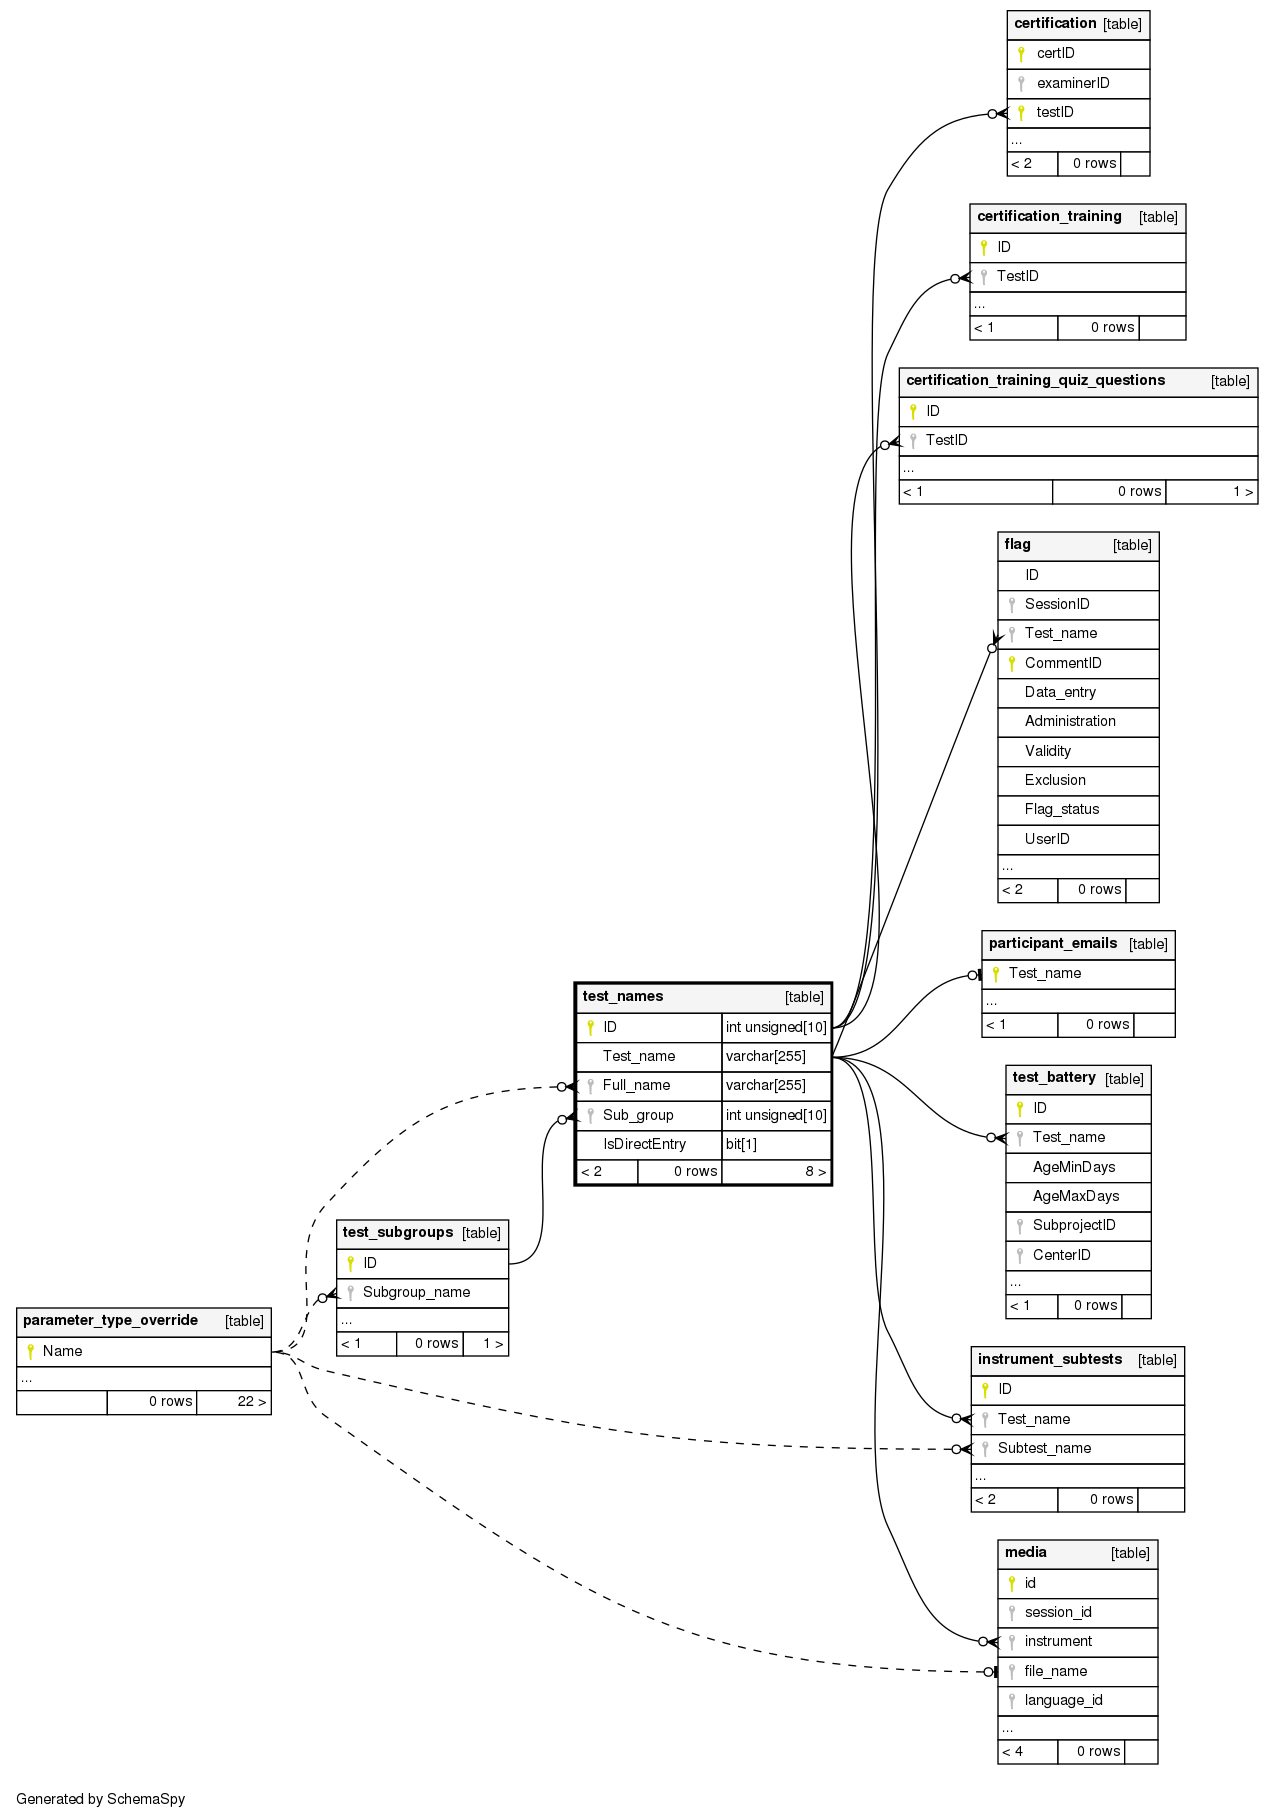 certification [table]
certID
examinerID
testID
...
< 2 0 rows
certification_training [table]
ID
TestID
...
< 1 0 rows
certification_training_quiz_questions [table]
ID
TestID
...
< 1 0 rows 1 >
flag [table]
ID
SessionID
Test_name
CommentID
Data_entry
Administration
Validity
Exclusion
Flag_status
UserID
...
< 2 0 rows
participant_emails [table]
Test_name
...
< 1 0 rows
test_names [table]
ID int unsigned[10]
Test_name varchar[255]
Full_name varchar[255]
Sub_group int unsigned[10]
IsDirectEntry bit[1]
< 2 0 rows 8 >
test_battery [table]
ID
Test_name
AgeMinDays
AgeMaxDays
SubprojectID
CenterID
...
< 1 0 rows
test_subgroups [table]
ID
Subgroup_name
...
< 1 0 rows 1 >
parameter_type_override [table]
Name
...
0 rows 22 >
instrument_subtests [table]
ID
Test_name
Subtest_name
...
< 2 0 rows
media [table]
id
session_id
instrument
file_name
language_id
...
< 4 0 rows
Generated by SchemaSpy